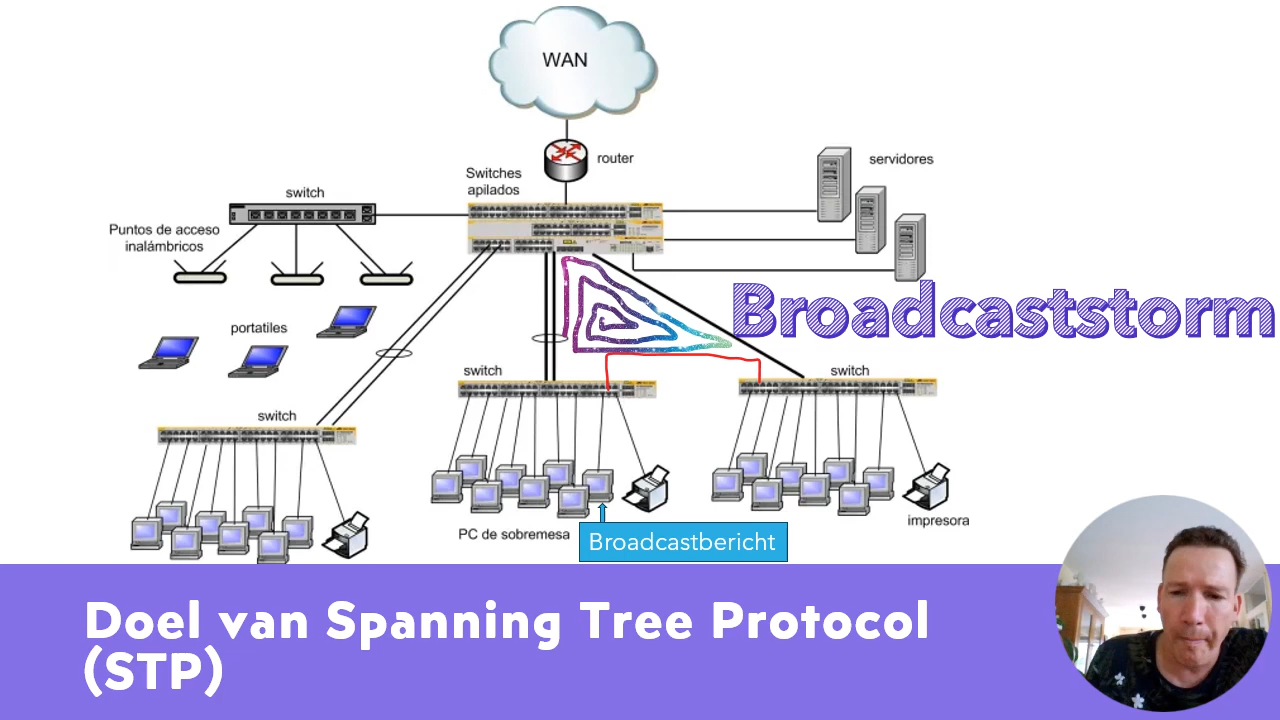 WAN
router
Switches
apilados
servidores
switch
Puntos de acceso
inalámbricos
Broadcaststorm
portatiles
switch
switch
switch
PC de sobremesa
impresora
Broadcastbericht
Doel van Spanning Tree Protocol
(STP)